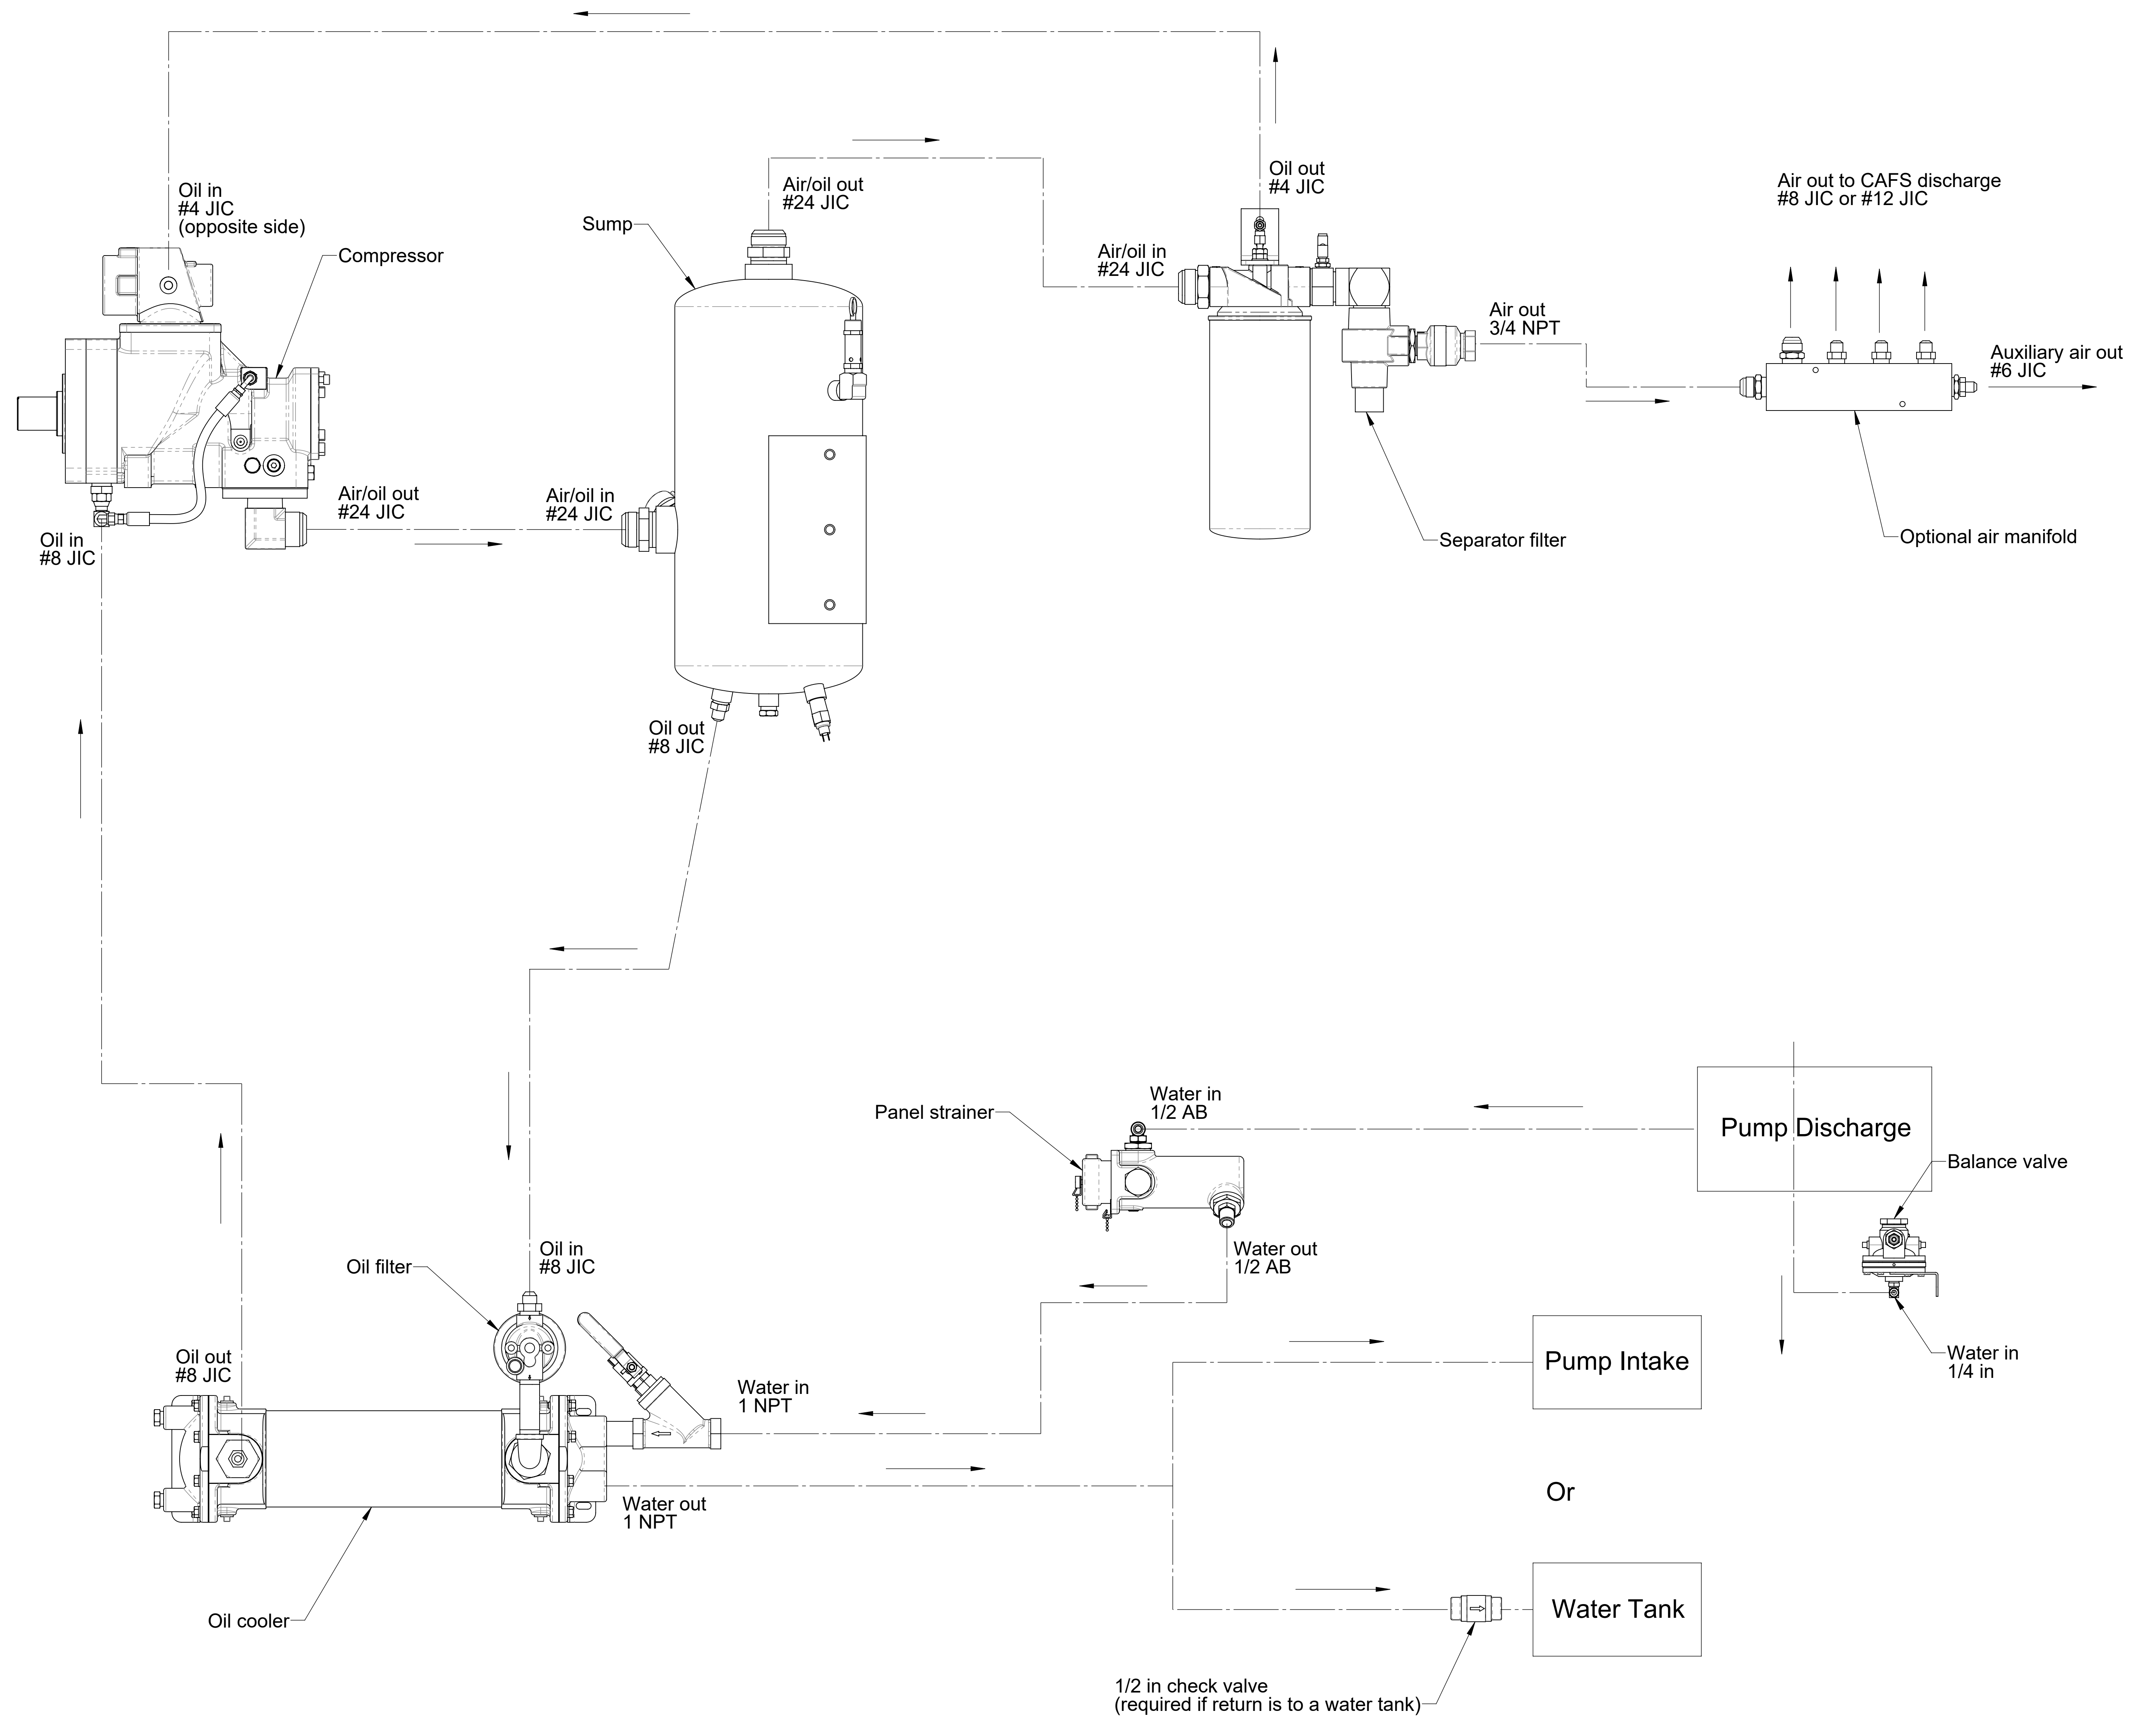 Oil in
#4 JIC
(opposite side)
Compressor
Sump
Air/oil out
#24 JIC
Oil out
#4 JIC
Air/oil in
#24 JIC
Air out to CAFS discharge
#8 JIC or #12 JIC
Air out
3/4 NPT
Auxiliary air out
#6 JIC
Air/oil out
#24 JIC
Air/oil in
#24 JIC
Oil in
#8 JIC
Separator filter
Optional air manifold
Oil out
#8 JIC
Panel strainer
Water in
1/2 AB
Pump Discharge
Balance valve
Oil filter
Oil in
#8 JIC
Water out
1/2 AB
Oil out
#8 JIC
Water in
1 NPT
Pump Intake
Water in
1/4 in
Water out
1 NPT
Or
Oil cooler
Water Tank
1/2 in check valve
(required if return is to a water tank)